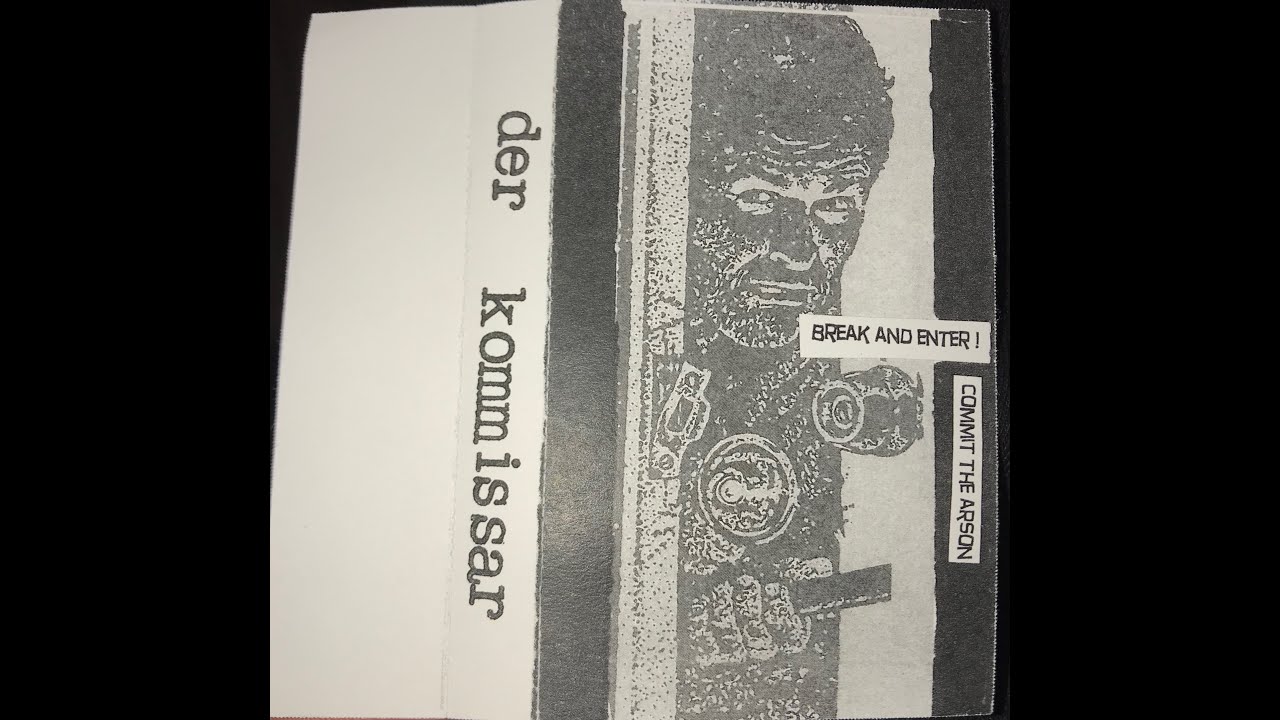 der kommissar
BREAK AND ENTER!
COMMIT THE ARSON